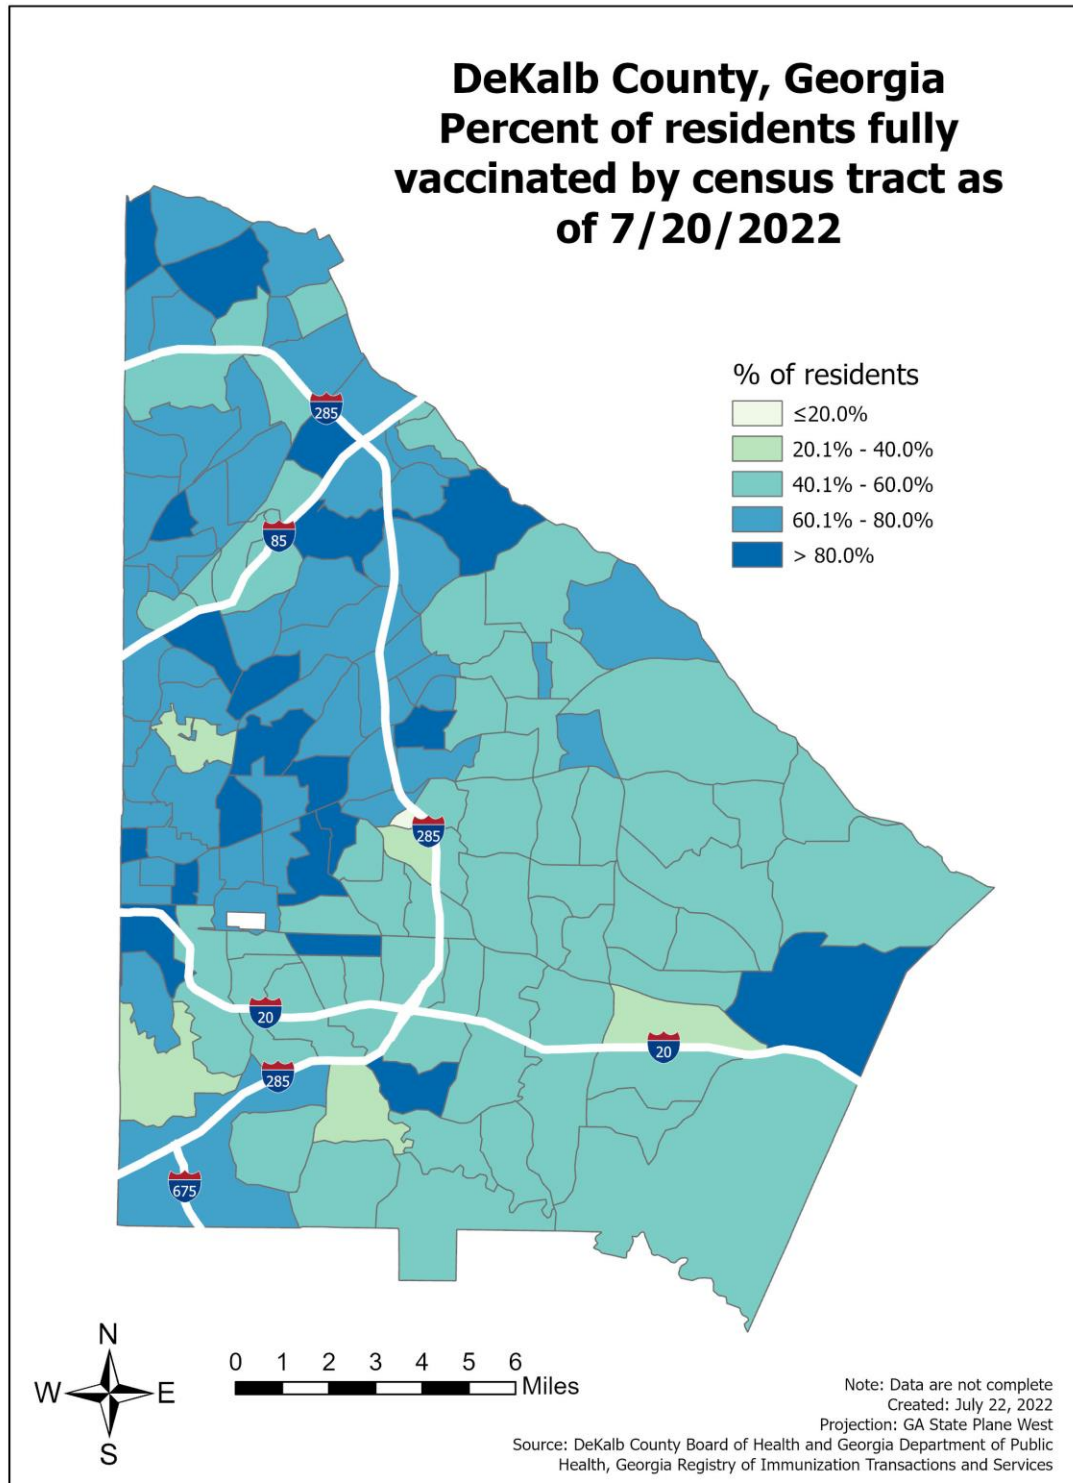 DeKalb County, Georgia
Percent of residents fully
vaccinated by census tract as
of 7/20/2022
% of residents
≤20.0%
20.1% - 40.0%
40.1% - 60.0%
60.1% - 80.0%
> 80.0%
285
85
285
20
20
285
675
N
W E
S
0 1 2 3 4 5 6
Miles
Note: Data are not complete
Created: July 22, 2022
Projection: GA State Plane West
Source: DeKalb County Board of Health and Georgia Department of Public
Health, Georgia Registry of Immunization Transactions and Services